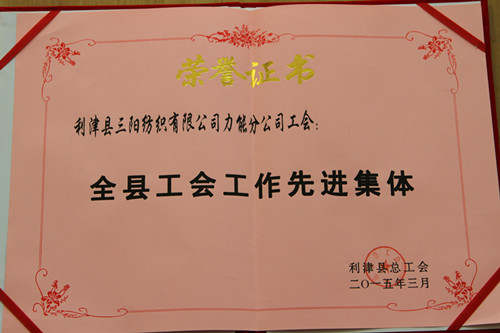 荣誉证书
利津县三阳纺织有限公司力能分公司工会：
全县工会工作先进集体
利津县总工会
二〇一五年三月